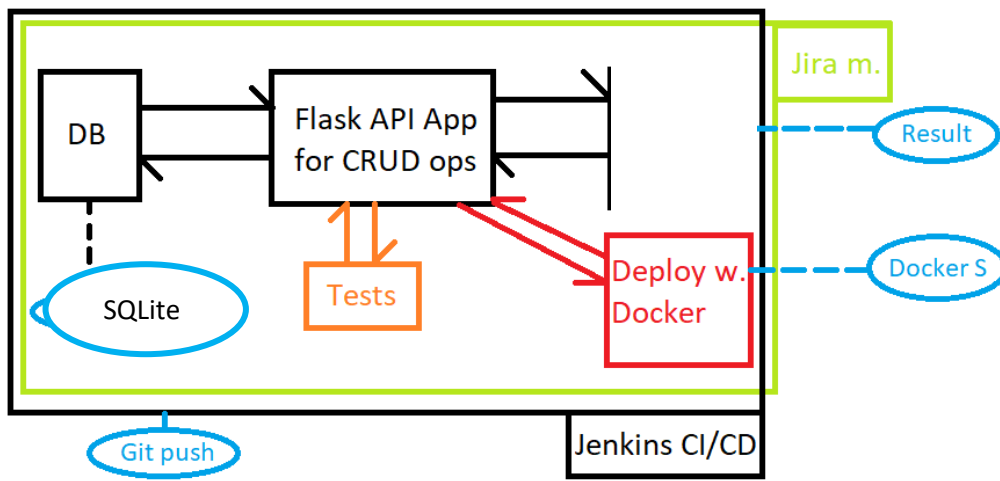 Jira m.
DB
Flask API App
for CRUD ops
Result
Deploy w.
Docker
Docker S
Tests
SQLite
Git push
Jenkins CI/CD